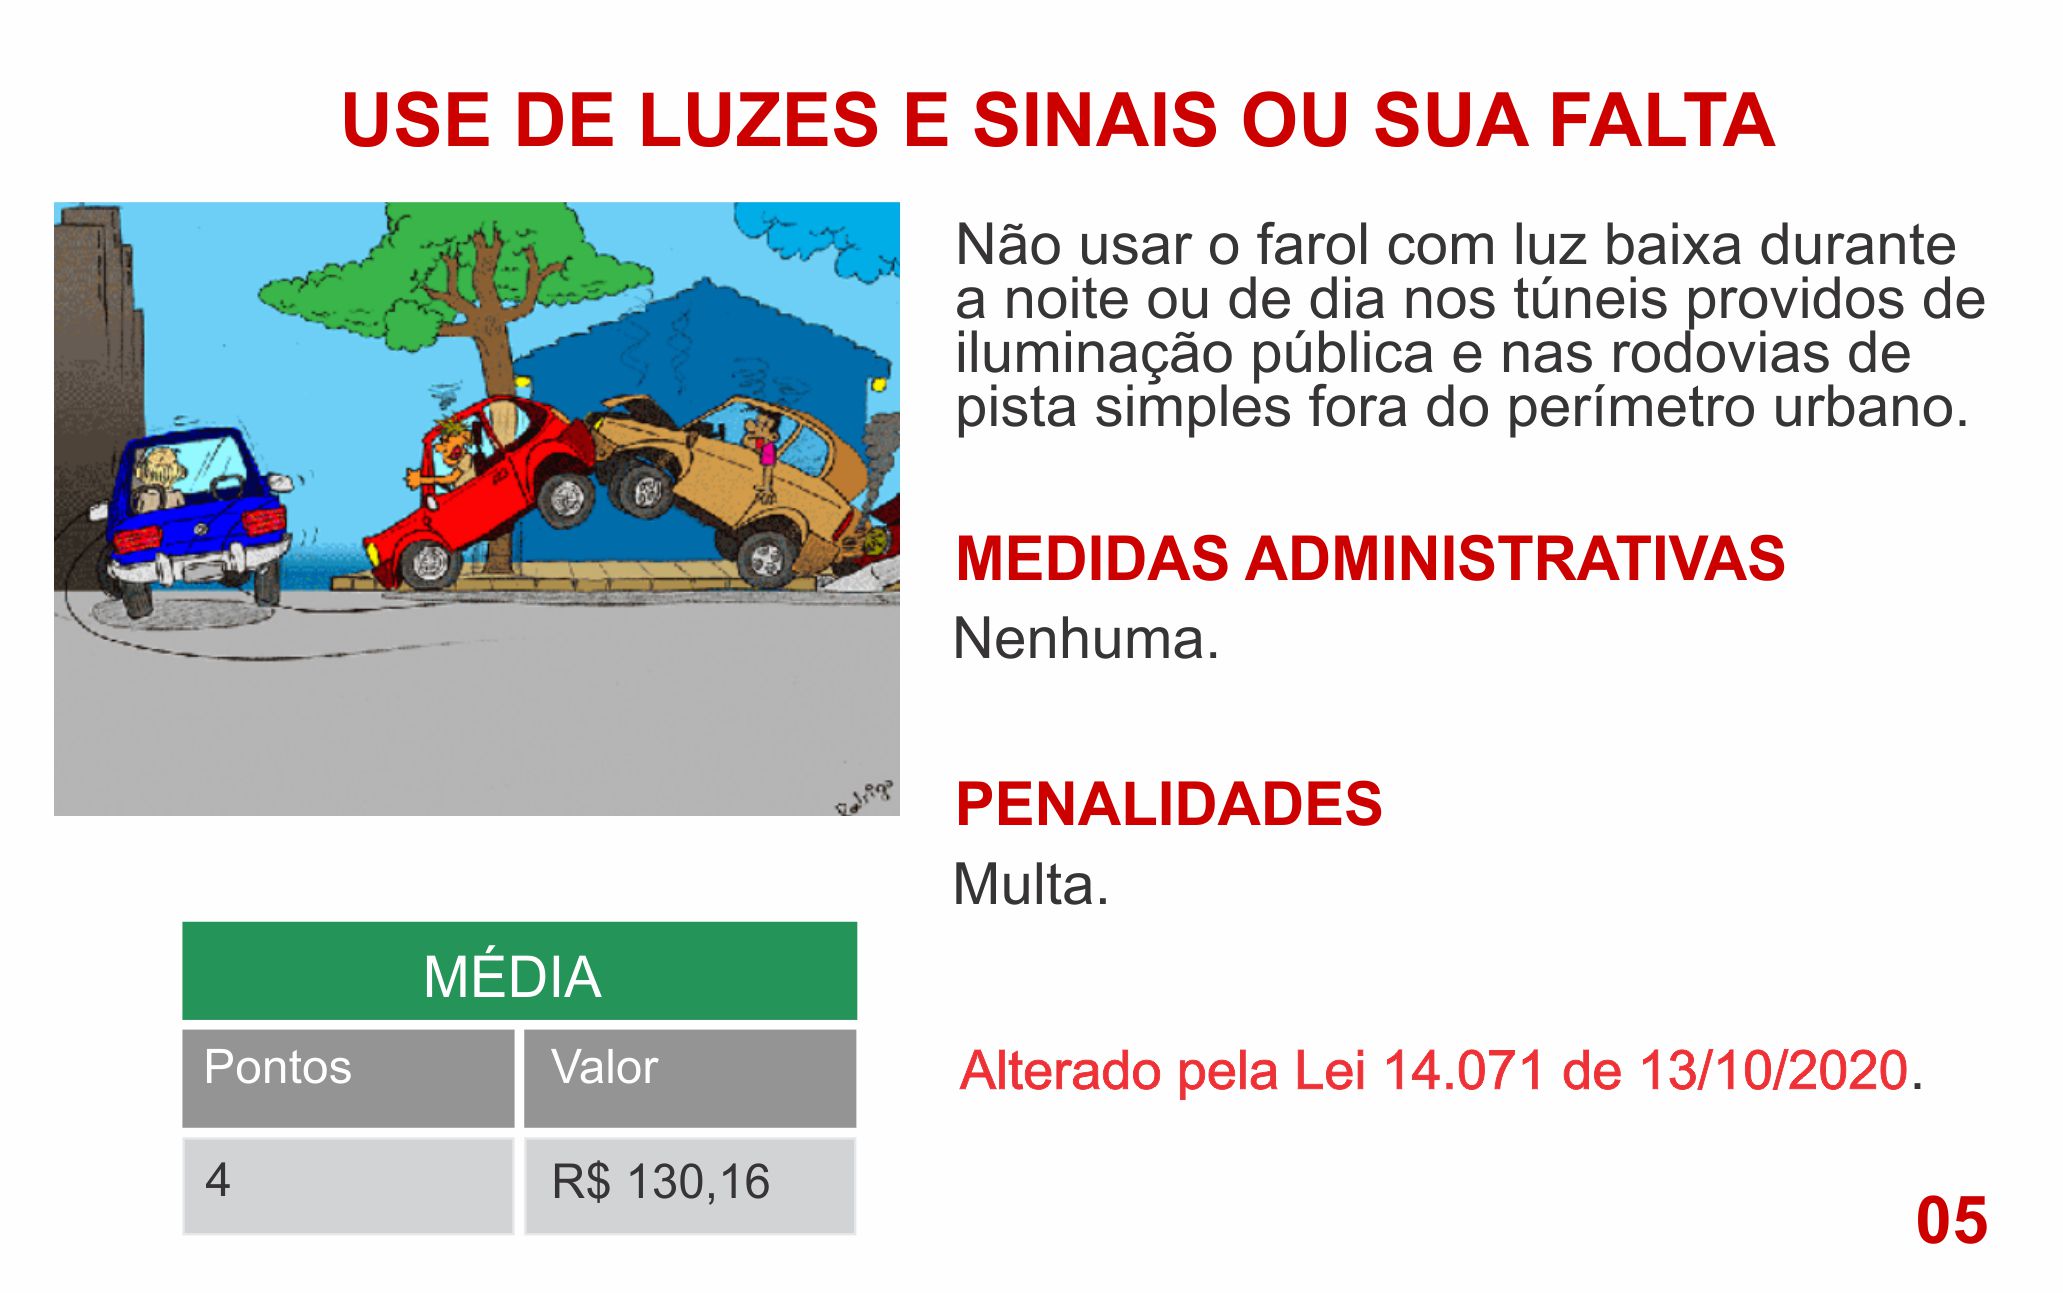 USE DE LUZES E SINAIS OU SUA FALTA
Não usar o farol com luz baixa durante
a noite ou de dia nos túneis providos de
iluminação pública e nas rodovias de
pista simples fora do perímetro urbano.
MEDIDAS ADMINISTRATIVAS
Nenhuma.
Rodrigo
PENALIDADES
Multa.
MÉDIA
Pontos Valor
4 R$ 130,16
Alterado pela Lei 14.071 de 13/10/2020.
05